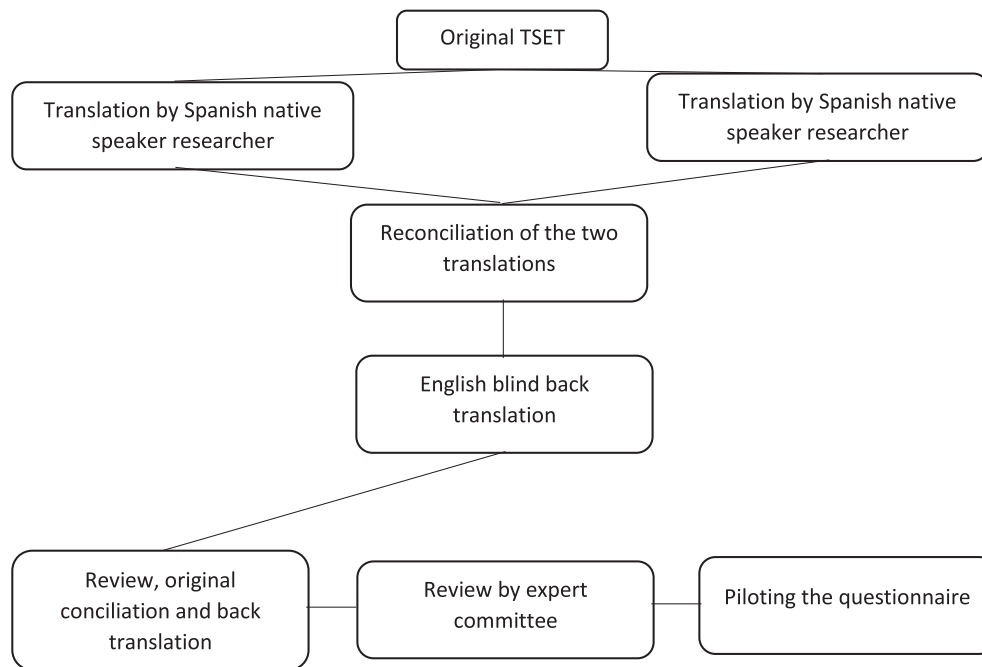 Original TSET
Translation by Spanish native
speaker researcher
Translation by Spanish native
speaker researcher
Reconciliation of the two
translations
English blind back
translation
Review, original
conciliation and back
translation
Review by expert
committee
Piloting the questionnaire